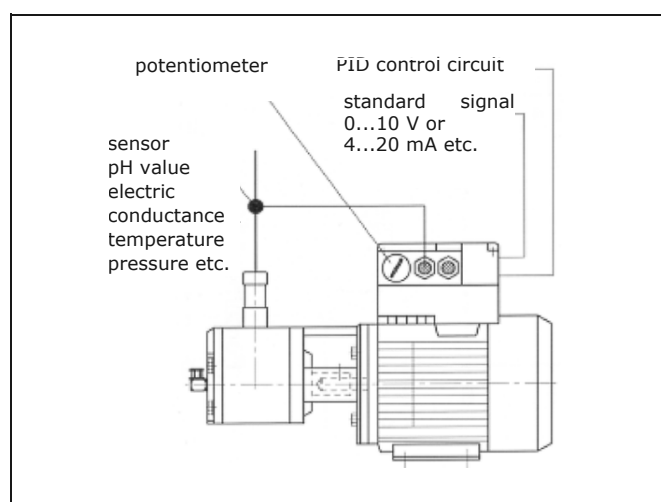 potentiometer
PID control circuit
standard signal
0...10 V or
4...20 mA etc.
sensor
pH value
electric
conductance
temperature
pressure etc.